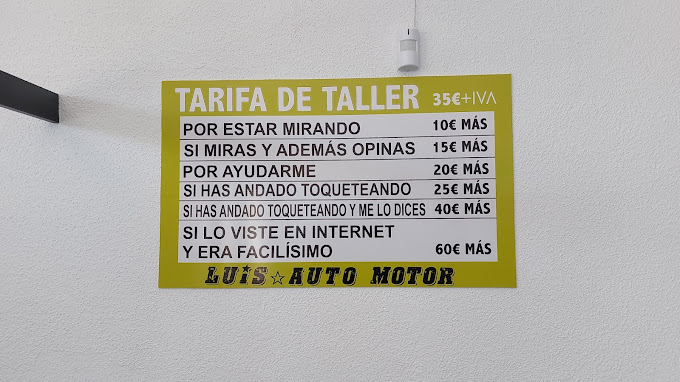 TARIFA DE TALLER 35€+IVA
POR ESTAR MIRANDO 10€ MÁS
SI MIRAS Y ADEMÁS OPINAS 15€ MÁS
POR AYUDARME 20€ MÁS
SI HAS ANDADO TOQUETEANDO 25€ MÁS
SI HAS ANDADO TOQUETEANDO Y ME LO DICES 40€ MÁS
SI LO VISTE EN INTERNET
Y ERA FACILÍSIMO 60€ MÁS
LUiS☆AUTO MOTOR